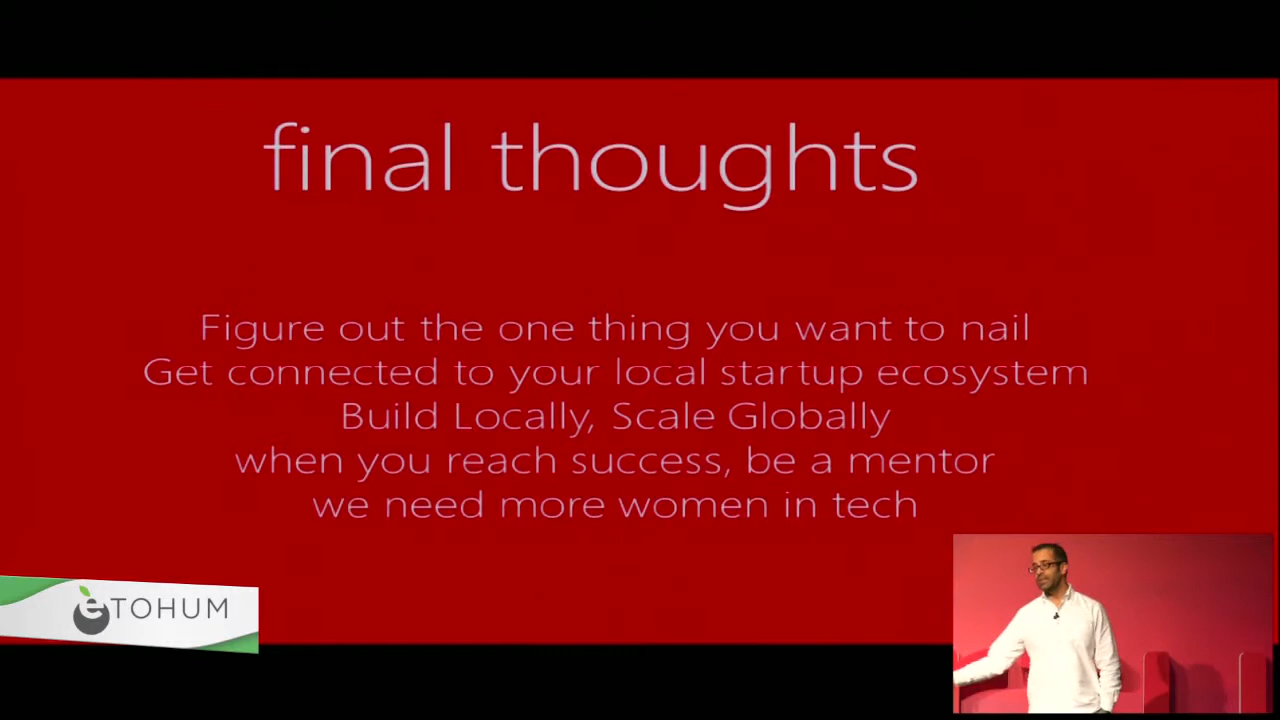 final thoughts
Figure out the one thing you want to nail
Get connected to your local startup ecosystem
Build Locally, Scale Globally
when you reach success, be a mentor
we need more women in tech
eTOHUM